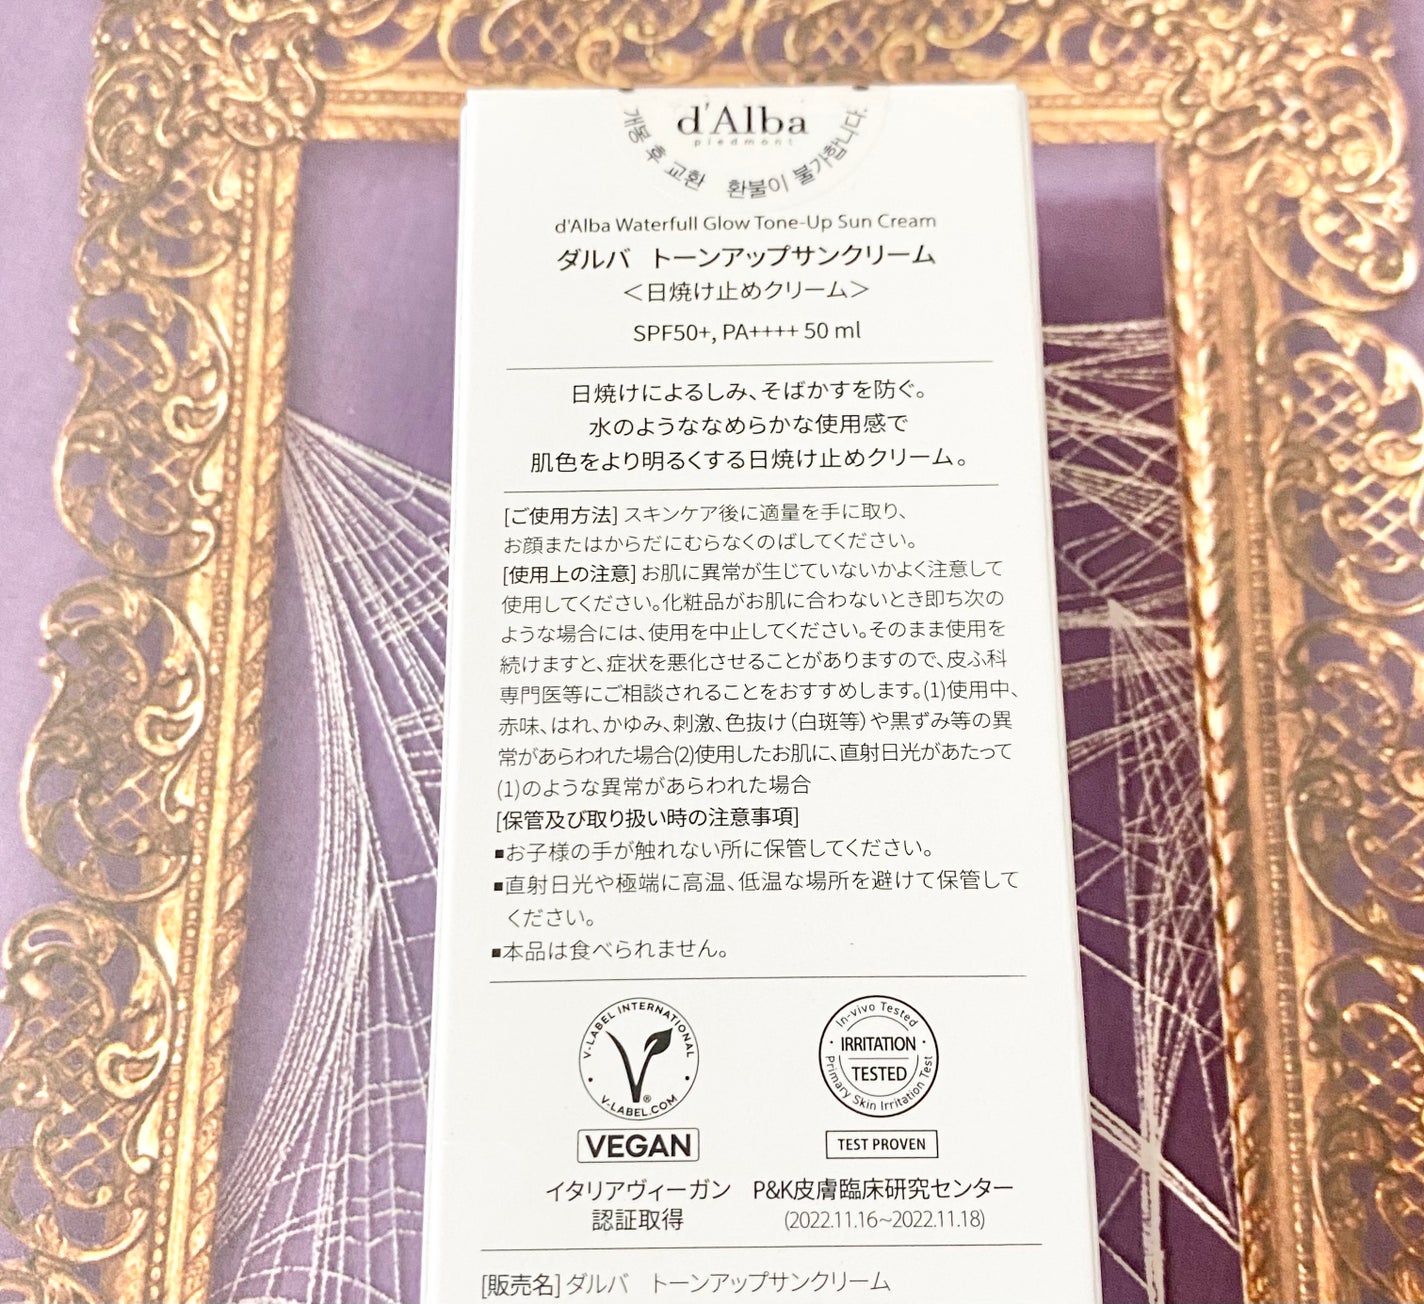 d'Alba
piedmont
개봉 후 교환 환불이 불가합니다.
d'Alba Waterfull Glow Tone-Up Sun Cream
ダルバ トーンアップサンクリーム
＜日焼け止めクリーム＞
SPF50+, PA++++ 50 ml
日焼けによるしみ、そばかすを防ぐ。
水のようななめらかな使用感で
肌色をより明るくする日焼け止めクリーム。
[ご使用方法] スキンケア後に適量を手に取り、
お顔またはからだにむらなくのばしてください。
[使用上の注意] お肌に異常が生じていないかよく注意して
使用してください。化粧品がお肌に合わないとき即ち次の
ような場合には、使用を中止してください。そのまま使用を
続けますと、症状を悪化させることがありますので、皮ふ科
専門医等にご相談されることをおすすめします。(1)使用中、
赤味、はれ、かゆみ、刺激、色抜け（白斑等）や黒ずみ等の異
常があらわれた場合(2)使用したお肌に、直射日光があたって
(1)のような異常があらわれた場合
[保管及び取り扱い時の注意事項]
■お子様の手が触れない所に保管してください。
■直射日光や極端に高温、低温な場所を避けて保管して
ください。
■本品は食べられません。
V-LABEL INTERNATIONAL
V-LABEL.COM
®
VEGAN
イタリアヴィーガン
認証取得
In-vivo Tested
IRRITATION
TESTED
Primary Skin Irritation Test
TEST PROVEN
P&K皮膚臨床研究センター
(2022.11.16~2022.11.18)
[販売名] ダルバ トーンアップサンクリーム